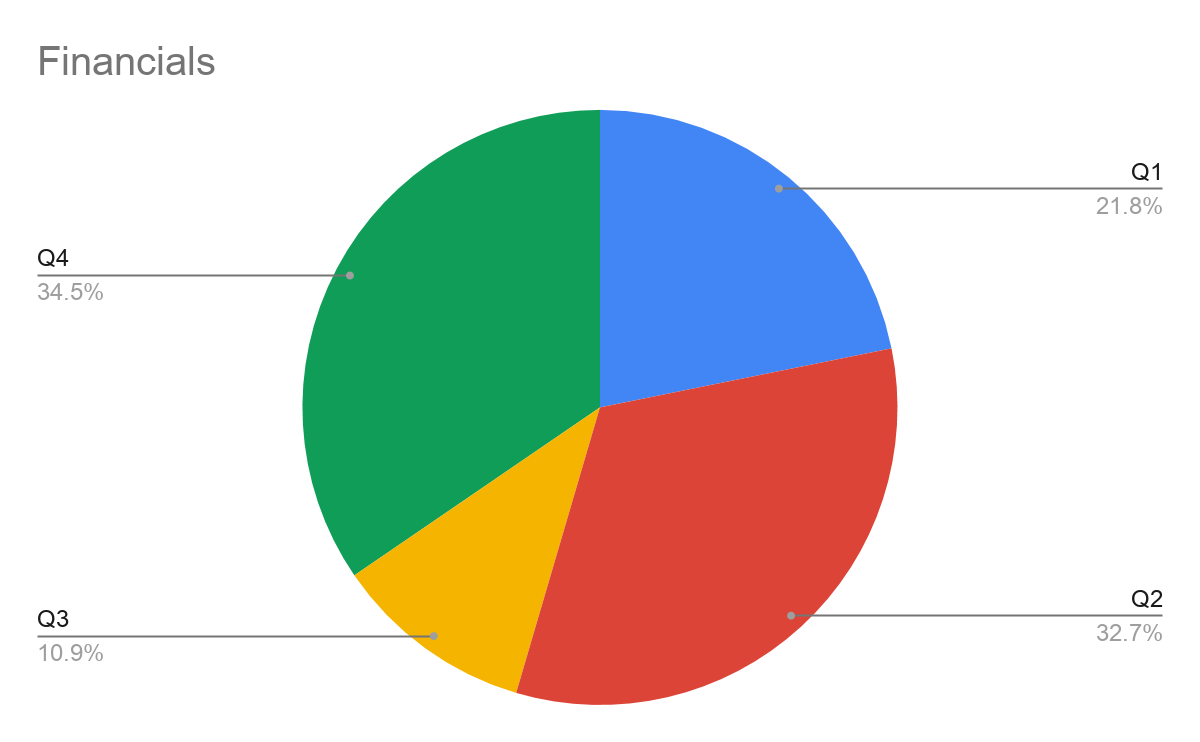 Financials
Q1
21.8%
Q4
34.5%
Q2
32.7%
Q3
10.9%